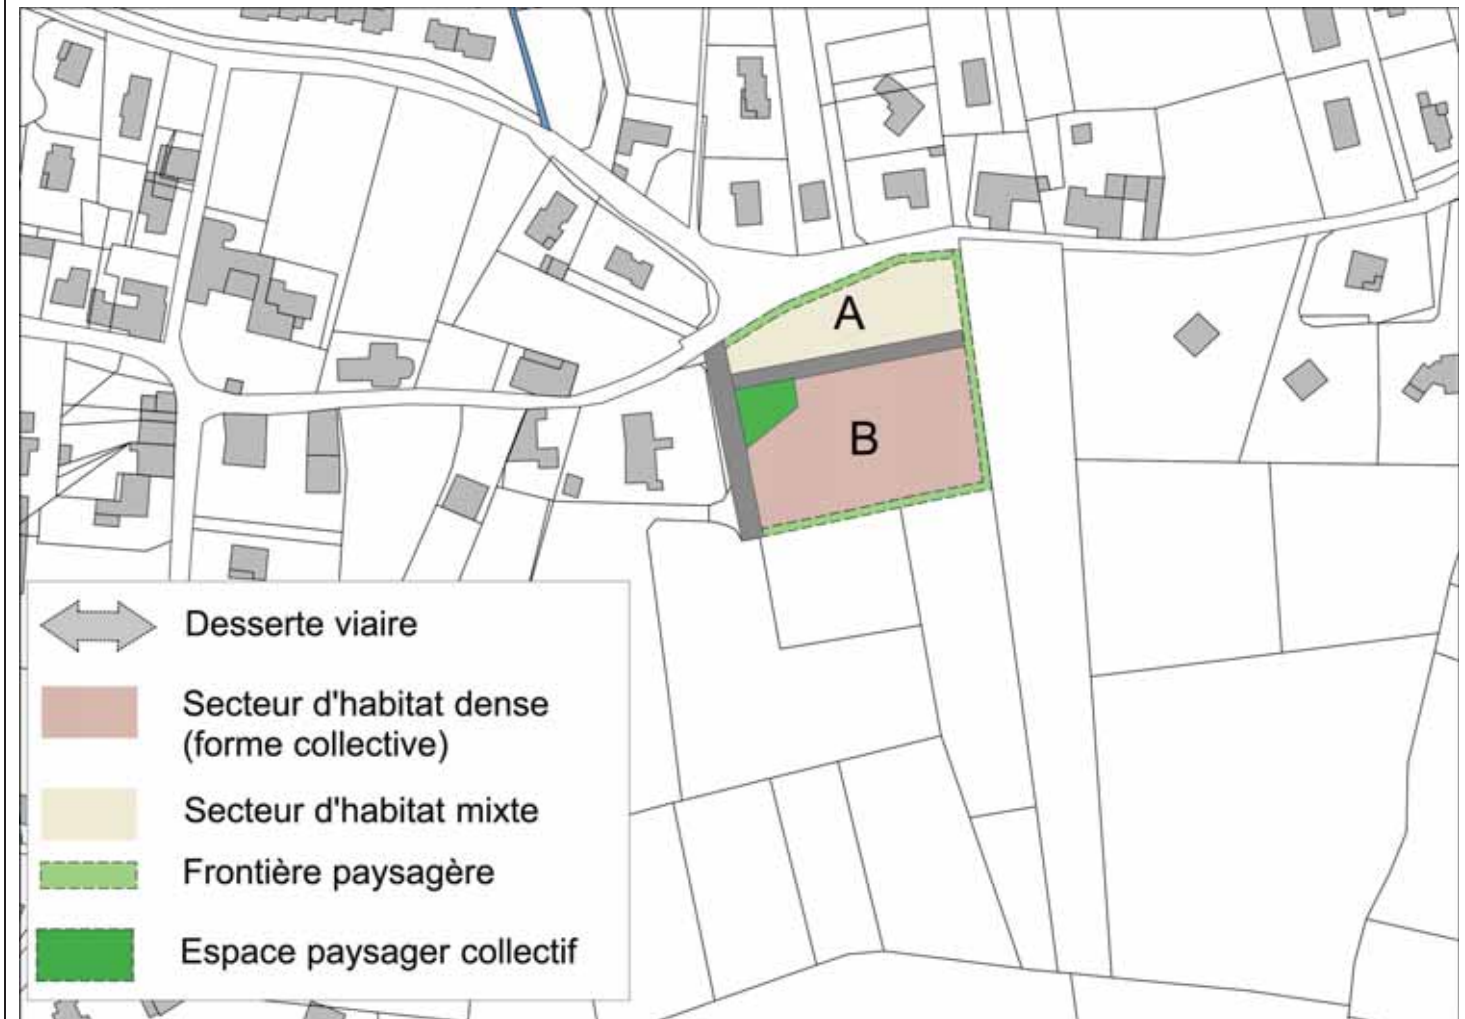 A
B
Desserte viaire
Secteur d'habitat dense
(forme collective)
Secteur d'habitat mixte
Frontière paysagère
Espace paysager collectif